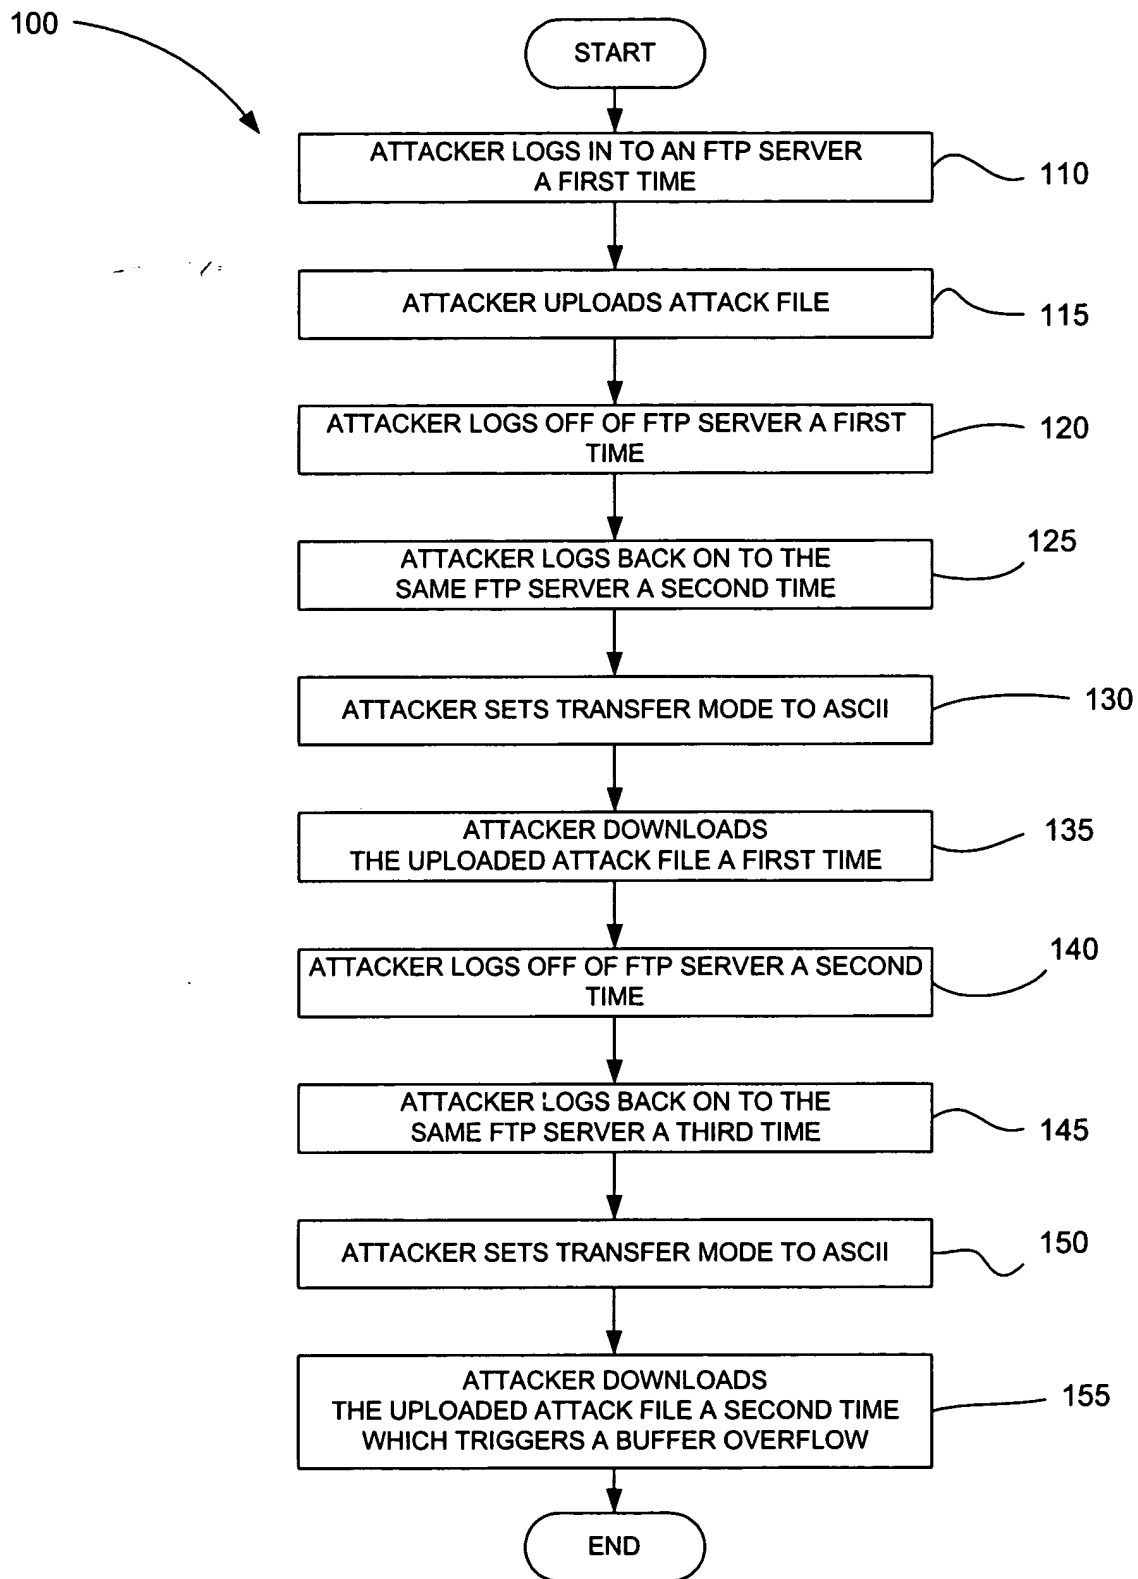 100
START
ATTACKER LOGS IN TO AN FTP SERVER
A FIRST TIME
110
ATTACKER UPLOADS ATTACK FILE
115
ATTACKER LOGS OFF OF FTP SERVER A FIRST
TIME
120
ATTACKER LOGS BACK ON TO THE
SAME FTP SERVER A SECOND TIME
125
ATTACKER SETS TRANSFER MODE TO ASCII
130
ATTACKER DOWNLOADS
THE UPLOADED ATTACK FILE A FIRST TIME
135
ATTACKER LOGS OFF OF FTP SERVER A SECOND
TIME
140
ATTACKER LOGS BACK ON TO THE
SAME FTP SERVER A THIRD TIME
145
ATTACKER SETS TRANSFER MODE TO ASCII
150
ATTACKER DOWNLOADS
THE UPLOADED ATTACK FILE A SECOND TIME
WHICH TRIGGERS A BUFFER OVERFLOW
155
END